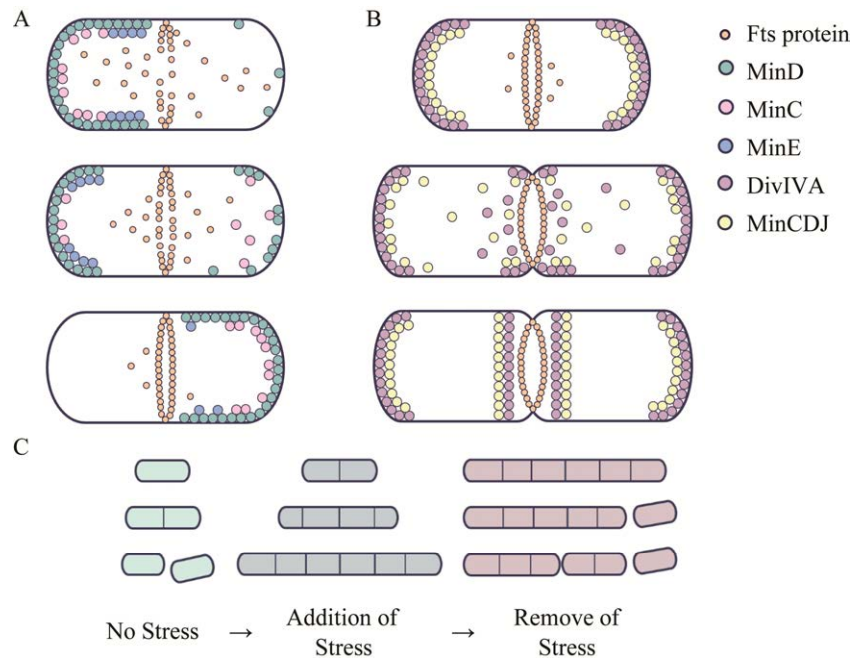 A
B
Fts protein
MinD
MinC
MinE
DivIVA
MinCDJ
C
No Stress → Addition of Stress → Remove of Stress